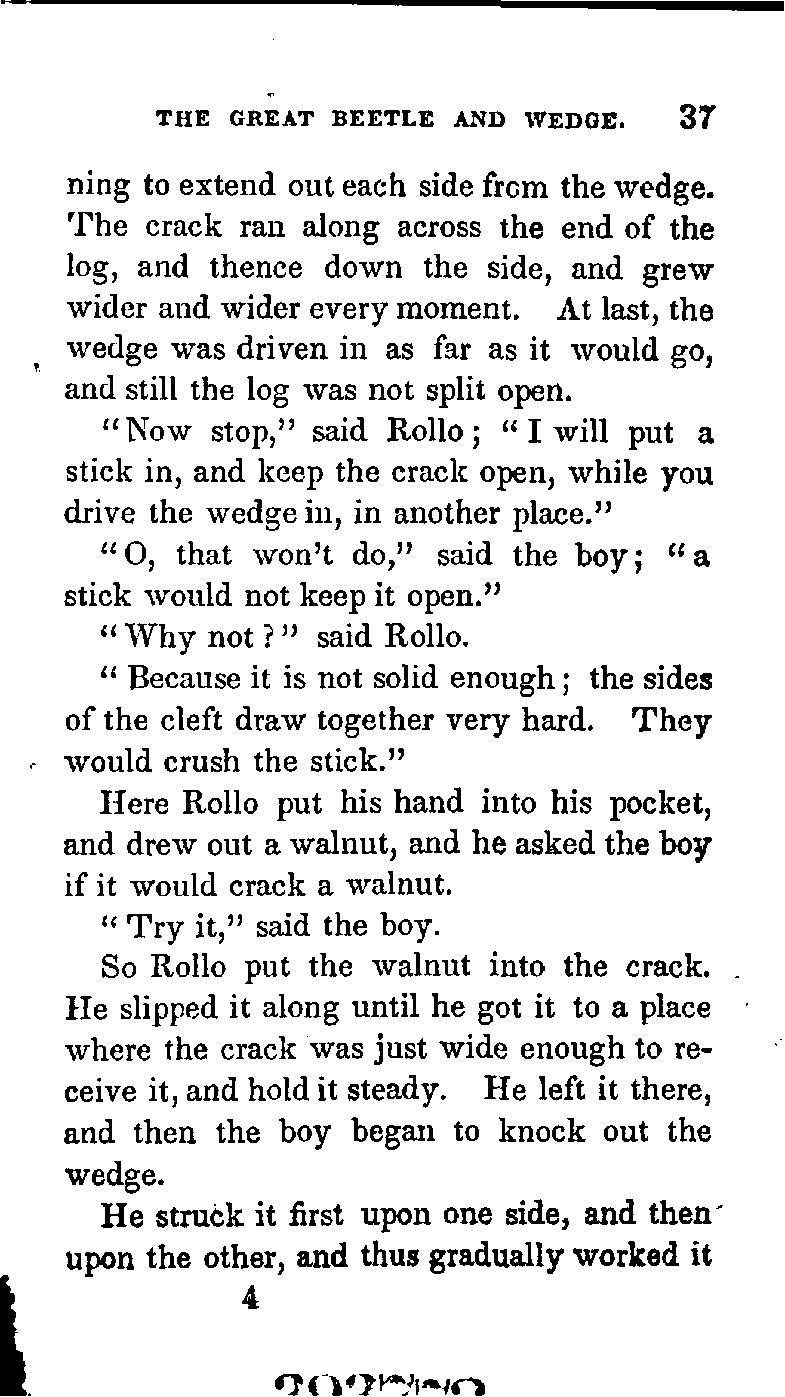 THE GREAT BEETLE AND WEDGE. 37
ning to extend out each side from the wedge.
The crack ran along across the end of the
log, and thence down the side, and grew
wider and wider every moment. At last, the
wedge was driven in as far as it would go,
and still the log was not split open.
"Now stop," said Rollo; "I will put a
stick in, and keep the crack open, while you
drive the wedge in, in another place."
"O, that won't do," said the boy; "a
stick would not keep it open."
"Why not?" said Rollo.
"Because it is not solid enough; the sides
of the cleft draw together very hard. They
would crush the stick."
Here Rollo put his hand into his pocket,
and drew out a walnut, and he asked the boy
if it would crack a walnut.
"Try it," said the boy.
So Rollo put the walnut into the crack.
He slipped it along until he got it to a place
where the crack was just wide enough to re-
ceive it, and hold it steady. He left it there,
and then the boy began to knock out the
wedge.
He struck it first upon one side, and then
upon the other, and thus gradually worked it
4